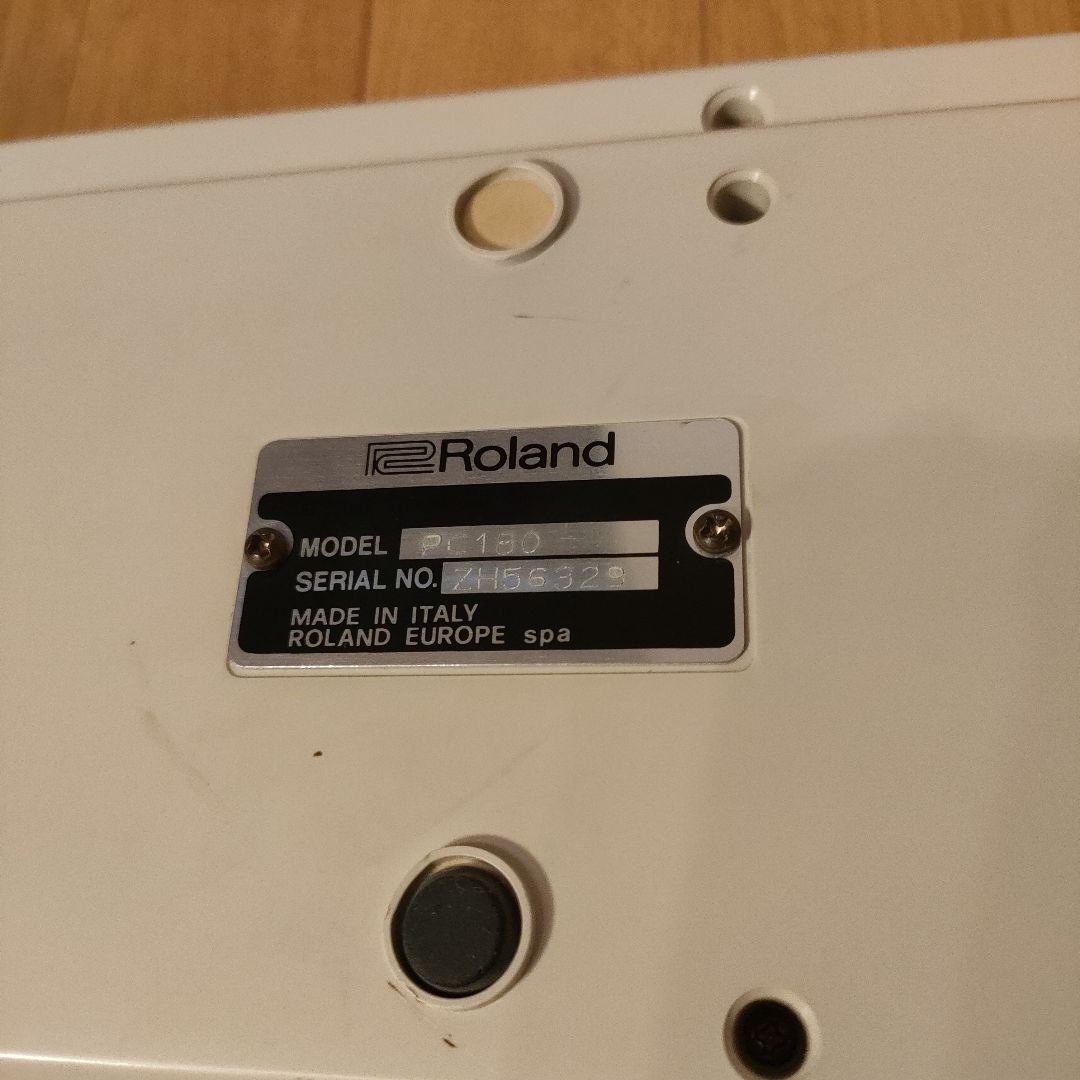 Roland
MODEL PC180
SERIAL NO. ZH56329
MADE IN ITALY
ROLAND EUROPE spa